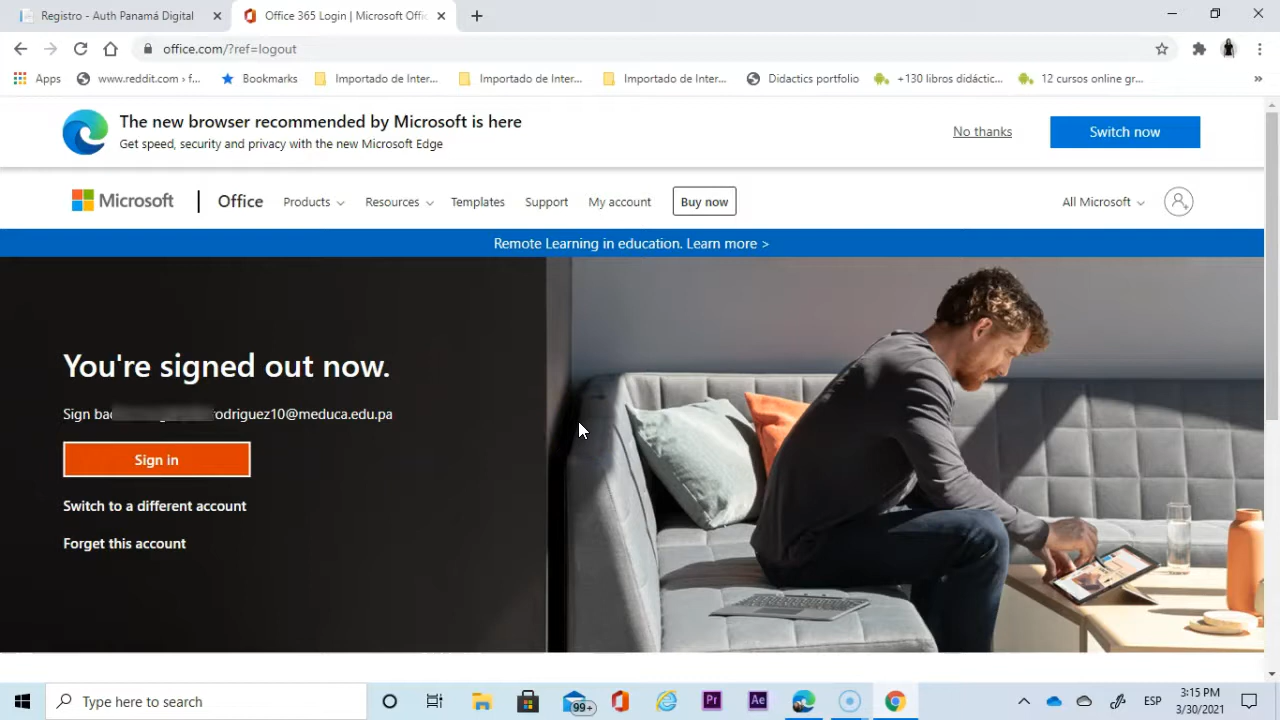 Registro - Auth Panamá Digital
Office 365 Login | Microsoft Offic
office.com/?ref=logout
Apps
www.reddit.com › f...
Bookmarks
Importado de Inter...
Importado de Inter...
Importado de Inter...
Didactics portfolio
+130 libros didáctic...
12 cursos online gr...
»
The new browser recommended by Microsoft is here
Get speed, security and privacy with the new Microsoft Edge
No thanks
Switch now
Microsoft
Office
Products
Resources
Templates
Support
My account
Buy now
All Microsoft
Remote Learning in education. Learn more >
You're signed out now.
Sign bac rodriguez10@meduca.edu.pa
Sign in
Switch to a different account
Forget this account
Type here to search
99+
Pr
Ae
ESP
3:15 PM
3/30/2021